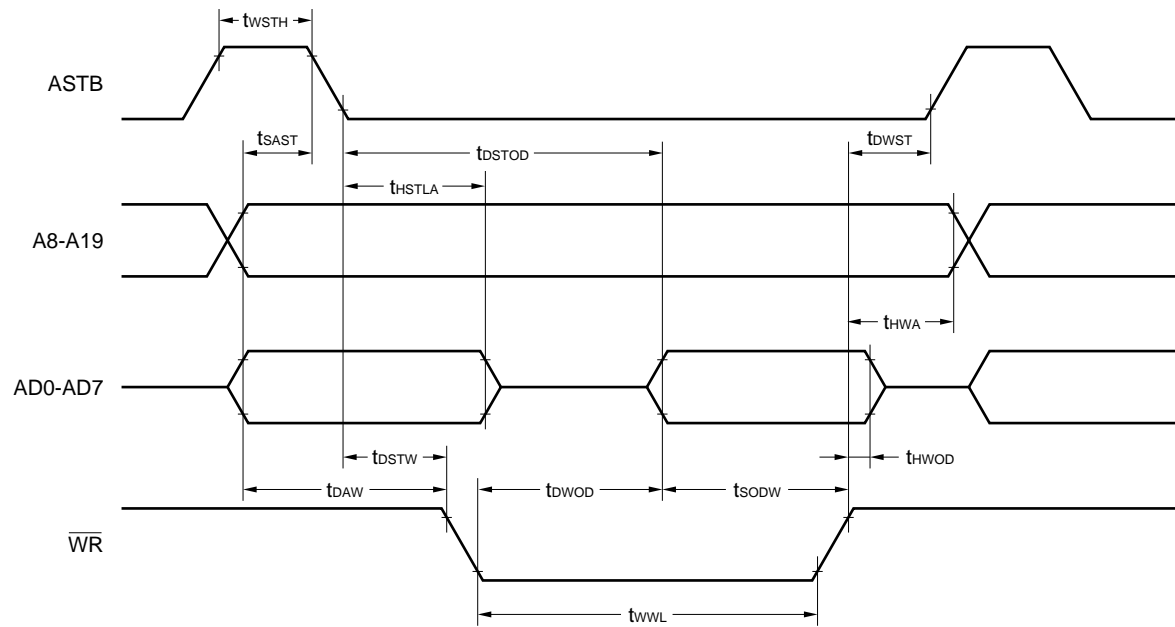 tWSTH
ASTB
tSAST
tDSTOD
tDWST
tHSTLA
A8-A19
tHWA
AD0-AD7
tDSTW
tHWOD
tDAW
tDWOD
tSODW
WR
tWWL